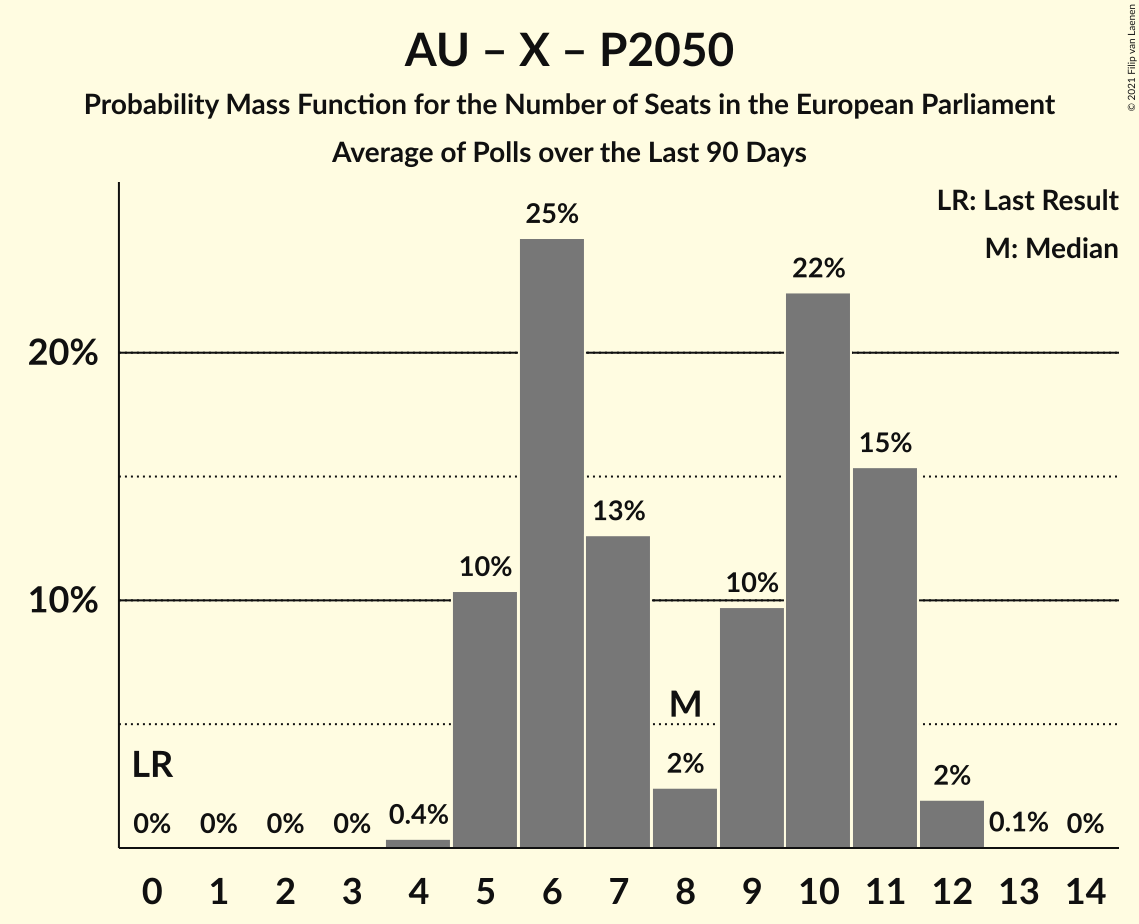 AU – X – P2050
Probability Mass Function for the Number of Seats in the European Parliament
Average of Polls over the Last 90 Days
© 2021 Filip van Laenen
LR: Last Result
M: Median
25%
22%
20%
15%
13%
10%
10%
10%
M
2%
LR
2%
0%
0%
0%
0%
0.4%
0.1%
0%
0 1 2 3 4 5 6 7 8 9 10 11 12 13 14